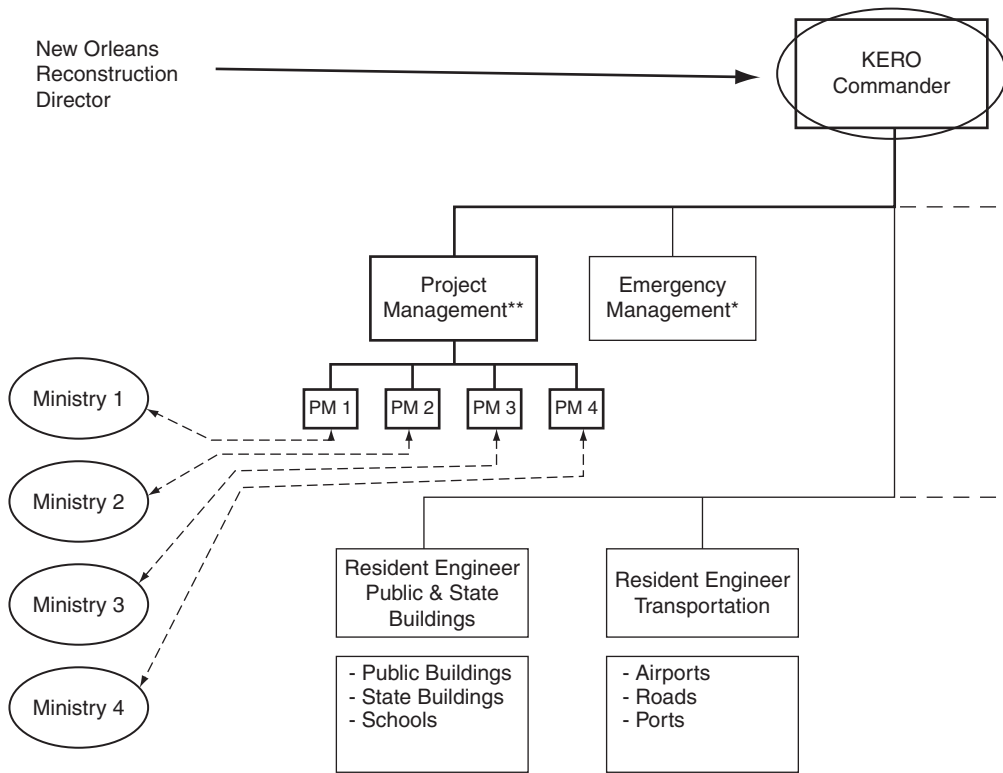 New Orleans
Reconstruction
Director
KERO
Commander
Project
Management**
Emergency
Management*
PM 1
PM 2
PM 3
PM 4
Ministry 1
Ministry 2
Ministry 3
Ministry 4
Resident Engineer
Public & State
Buildings
Resident Engineer
Transportation
- Public Buildings
- State Buildings
- Schools
- Airports
- Roads
- Ports